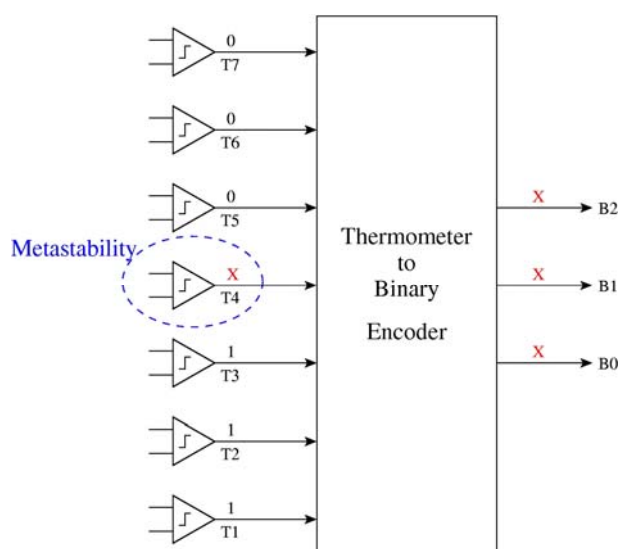 0
T7
0
T6
0
T5
Metastability
X
T4
1
T3
1
T2
1
T1
Thermometer
to
Binary
Encoder
X
B2
X
B1
X
B0